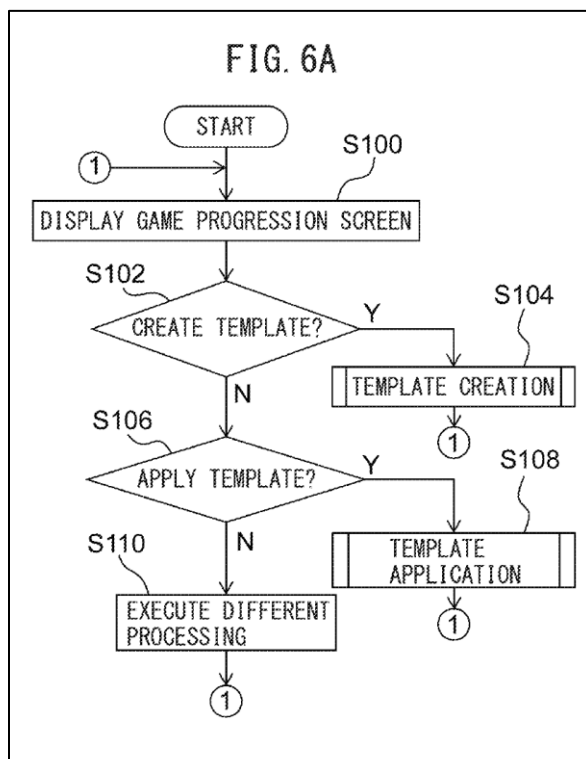 FIG. 6A
START
1
S100
DISPLAY GAME PROGRESSION SCREEN
S102
CREATE TEMPLATE?
Y
S104
TEMPLATE CREATION
1
N
S106
APPLY TEMPLATE?
Y
S108
TEMPLATE
APPLICATION
1
N
S110
EXECUTE DIFFERENT
PROCESSING
1